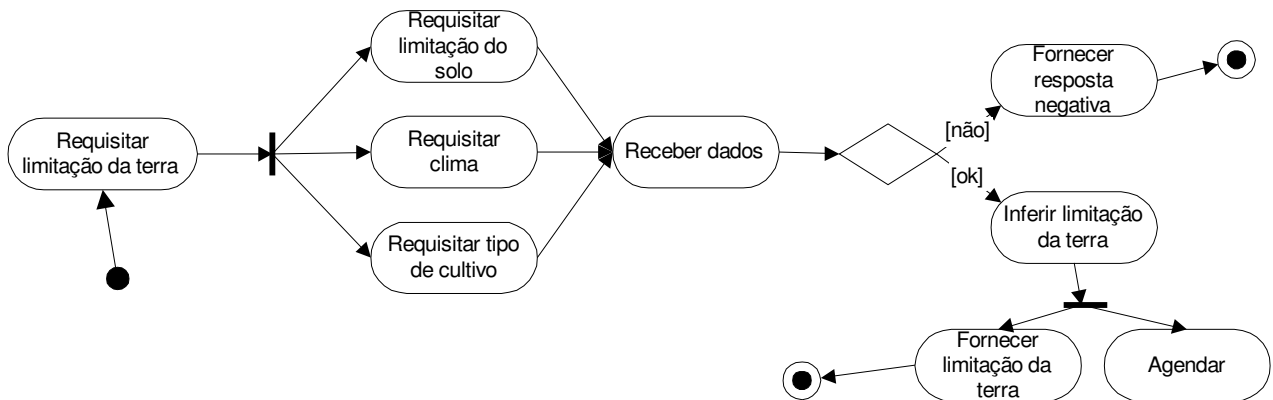 Requisitar
limitação da terra
Requisitar
limitação do
solo
Requisitar
clima
Requisitar tipo
de cultivo
Receber dados
[não]
[ok]
Fornecer
resposta
negativa
Inferir limitação
da terra
Fornecer
limitação da
terra
Agendar